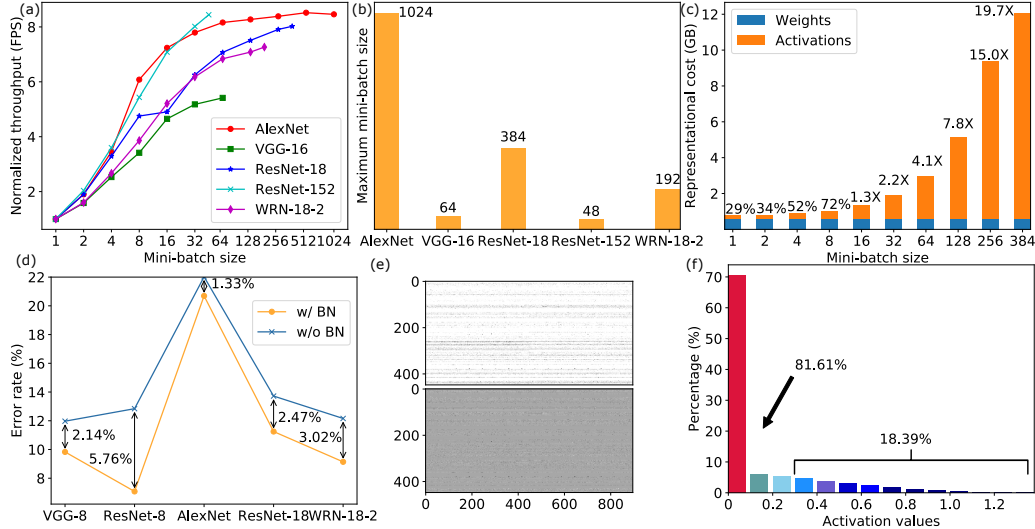 (a)
Normalized throughput (FPS)
8
6
4
2
AlexNet
VGG-16
ResNet-18
ResNet-152
WRN-18-2
1 2 4 8 16 32 64 128 256 512 1024
Mini-batch size
(b)
Maximum mini-batch size
1024
64
384
48
192
AlexNet VGG-16 ResNet-18 ResNet-152 WRN-18-2
(c)
Representational cost (GB)
12
10
8
6
4
2
Weights
Activations
29% 34% 52% 72% 1.3X 2.2X 4.1X 7.8X 15.0X 19.7X
1 2 4 8 16 32 64 128 256 384
Mini-batch size
(d)
Error rate (%)
22
20
18
16
14
12
10
8
w/ BN
w/o BN
2.14%
5.76%
1.33%
2.47%
3.02%
VGG-8 ResNet-8 AlexNet ResNet-18 WRN-18-2
(e)
0
200
400
0
200
400
0 200 400 600 800
(f)
Percentage (%)
70
60
50
40
30
20
10
0
81.61%
18.39%
0.0 0.2 0.4 0.6 0.8 1.0 1.2
Activation values